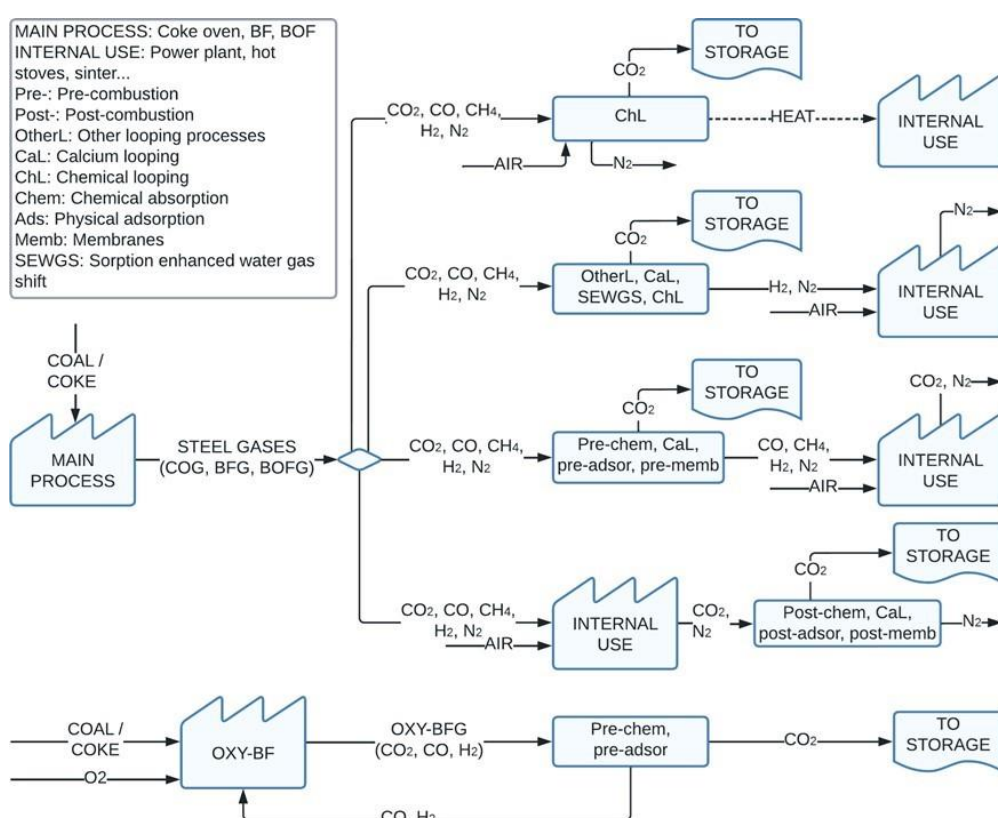 MAIN PROCESS: Coke oven, BF, BOF
INTERNAL USE: Power plant, hot
stoves, sinter...
Pre-: Pre-combustion
Post-: Post-combustion
OtherL: Other looping processes
CaL: Calcium looping
ChL: Chemical looping
Chem: Chemical absorption
Ads: Physical adsorption
Memb: Membranes
SEWGS: Sorption enhanced water gas
shift
TO
STORAGE
CO2
CO2, CO, CH4,
H2, N2
ChL
HEAT
INTERNAL
USE
AIR
N2
TO
STORAGE
CO2
CO2, CO, CH4,
H2, N2
OtherL, CaL,
SEWGS, ChL
H2, N2
AIR
N2
INTERNAL
USE
COAL /
COKE
MAIN
PROCESS
STEEL GASES
(COG, BFG, BOFG)
TO
STORAGE
CO2
CO2, CO, CH4,
H2, N2
Pre-chem, CaL,
pre-adsor, pre-memb
CO, CH4,
H2, N2
AIR
CO2, N2
INTERNAL
USE
CO2, CO, CH4,
H2, N2
AIR
INTERNAL
USE
CO2,
N2
TO
STORAGE
CO2
Post-chem, CaL,
post-adsor, post-memb
N2
COAL /
COKE
O2
OXY-BF
OXY-BFG
(CO2, CO, H2)
Pre-chem,
pre-adsor
CO2
TO
STORAGE
CO, H2